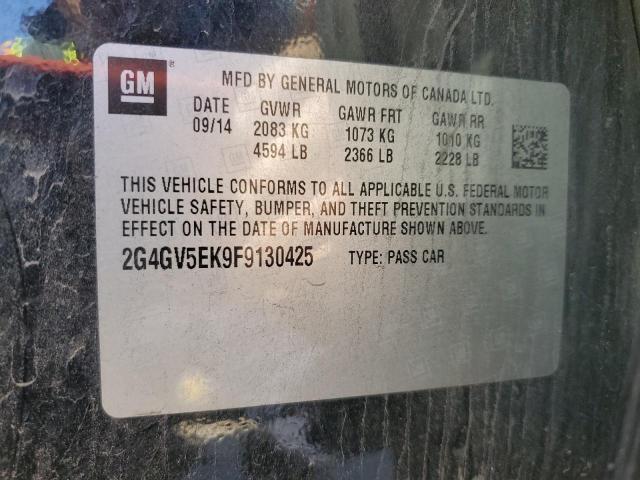 GM ®
MFD BY GENERAL MOTORS OF CANADA LTD.
DATE GVWR GAWR FRT GAWR RR
09/14 2083 KG 1073 KG 1010 KG
4594 LB 2366 LB 2228 LB
THIS VEHICLE CONFORMS TO ALL APPLICABLE U.S. FEDERAL MOTOR
VEHICLE SAFETY, BUMPER, AND THEFT PREVENTION STANDARDS IN
EFFECT ON THE DATE OF MANUFACTURE SHOWN ABOVE.
2G4GV5EK9F9130425 TYPE: PASS CAR